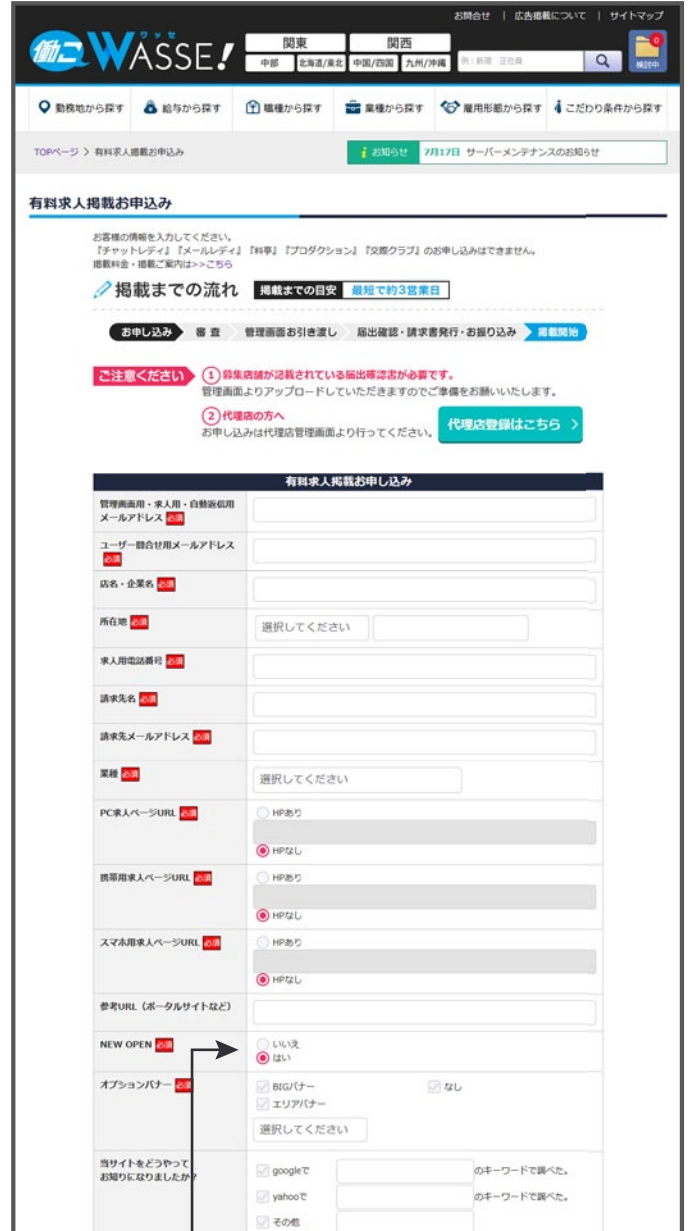 お問合せ | 広告掲載について | サイトマップ
働こ WASSE!
ワッセ
関東 関西
中部 北海道/東北 中国/四国 九州/沖縄
例：新宿 正社員
0
検討中
勤務地から探す 給与から探す 職種から探す 業種から探す 雇用形態から探す こだわり条件から探す
TOPページ > 有料求人掲載お申込み
お知らせ 7月17日 サーバーメンテナンスのお知らせ
有料求人掲載お申込み
お客様の情報を入力してください。
『チャットレディ』『メールレディ』『料亭』『プロダクション』『交際クラブ』のお申し込みはできません。
掲載料金・掲載ご案内は>>こちら
掲載までの流れ 掲載までの目安 最短で約3営業日
お申し込み 審 査 管理画面お引き渡し 届出確認・請求書発行・お振り込み 掲載開始
ご注意ください ①募集店舗が記載されている届出確認書が必要です。
管理画面よりアップロードしていただきますのでご準備をお願いいたします。
②代理店の方へ
お申し込みは代理店管理画面より行ってください。
代理店登録はこちら >
有料求人掲載お申し込み
管理画面用・求人用・自動返信用
メールアドレス 必須
ユーザー問合せ用メールアドレス
必須
店名・企業名 必須
所在地 必須 選択してください
求人用電話番号 必須
請求先名 必須
請求先メールアドレス 必須
業種 必須 選択してください
PC求人ページURL 必須 HPあり
HPなし
携帯用求人ページURL 必須 HPあり
HPなし
スマホ用求人ページURL 必須 HPあり
HPなし
参考URL（ポータルサイトなど）
NEW OPEN 必須 いいえ
はい
オプションバナー 必須 BIGバナー なし
エリアバナー
選択してください
当サイトをどうやって
お知りになりましたか？
googleで のキーワードで調べた。
yahooで のキーワードで調べた。
その他